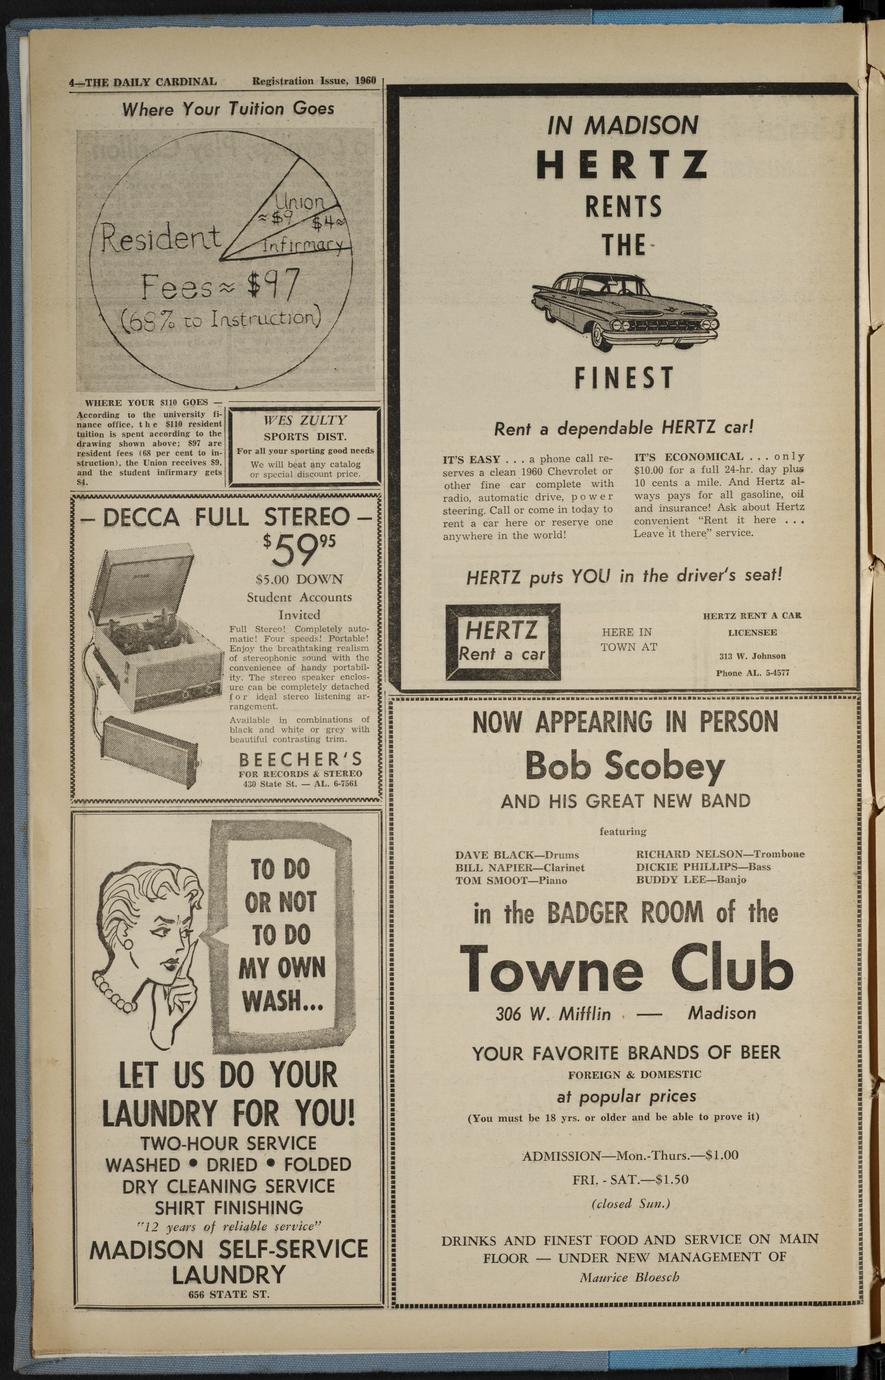 4—THE DAILY CARDINAL Registration Issue, 1960
Where Your Tuition Goes
Union
≈$9
$4≈
Infirmary
Resident
Fees≈ $97
(68% to Instruction)
WHERE YOUR $110 GOES —
According to the university fi-
nance office, the $110 resident
tuition is spent according to the
drawing shown above; $97 are
resident fees (68 per cent to in-
struction), the Union receives $9,
and the student infirmary gets
$4.
WES ZULTY
SPORTS DIST.
For all your sporting good needs
We will beat any catalog
or special discount price.
— DECCA FULL STEREO —
$59.95
$5.00 DOWN
Student Accounts
Invited
Full Stereo! Completely auto-
matic! Four speeds! Portable!
Enjoy the breathtaking realism
of stereophonic sound with the
convenience of handy portabil-
ity. The stereo speaker enclos-
ure can be completely detached
for ideal stereo listening ar-
rangement.
Available in combinations of
black and white or grey with
beautiful contrasting trim.
BEECHER'S
FOR RECORDS & STEREO
430 State St. — AL. 6-7561
TO DO
OR NOT
TO DO
MY OWN
WASH...
LET US DO YOUR
LAUNDRY FOR YOU!
TWO-HOUR SERVICE
WASHED • DRIED • FOLDED
DRY CLEANING SERVICE
SHIRT FINISHING
"12 years of reliable service"
MADISON SELF-SERVICE
LAUNDRY
656 STATE ST.
IN MADISON
HERTZ
RENTS
THE
FINEST
Rent a dependable HERTZ car!
IT'S EASY . . . a phone call re-
serves a clean 1960 Chevrolet or
other fine car complete with
radio, automatic drive, power
steering. Call or come in today to
rent a car here or reserve one
anywhere in the world!
IT'S ECONOMICAL . . . only
$10.00 for a full 24-hr. day plus
10 cents a mile. And Hertz al-
ways pays for all gasoline, oil
and insurance! Ask about Hertz
convenient "Rent it here . . .
Leave it there" service.
HERTZ puts YOU in the driver's seat!
HERTZ
Rent a car
HERE IN
TOWN AT
HERTZ RENT A CAR
LICENSEE
313 W. Johnson
Phone AL. 5-4577
NOW APPEARING IN PERSON
Bob Scobey
AND HIS GREAT NEW BAND
featuring
DAVE BLACK—Drums
BILL NAPIER—Clarinet
TOM SMOOT—Piano
RICHARD NELSON—Trombone
DICKIE PHILLIPS—Bass
BUDDY LEE—Banjo
in the BADGER ROOM of the
Towne Club
306 W. Mifflin — Madison
YOUR FAVORITE BRANDS OF BEER
FOREIGN & DOMESTIC
at popular prices
(You must be 18 yrs. or older and be able to prove it)
ADMISSION—Mon.-Thurs.—$1.00
FRI. - SAT.—$1.50
(closed Sun.)
DRINKS AND FINEST FOOD AND SERVICE ON MAIN
FLOOR — UNDER NEW MANAGEMENT OF
Maurice Bloesch